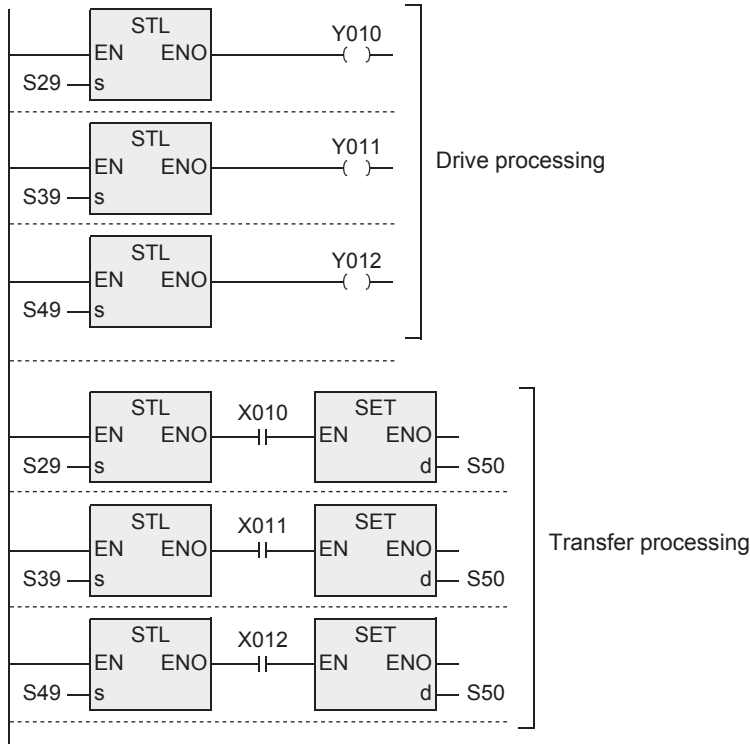 STL
Y010
EN ENO
S29 s
STL
Y011
EN ENO
S39 s
Drive processing
STL
Y012
EN ENO
S49 s
STL X010 SET
EN ENO EN ENO
S29 s d S50
STL X011 SET
EN ENO EN ENO
S39 s d S50
Transfer processing
STL X012 SET
EN ENO EN ENO
S49 s d S50